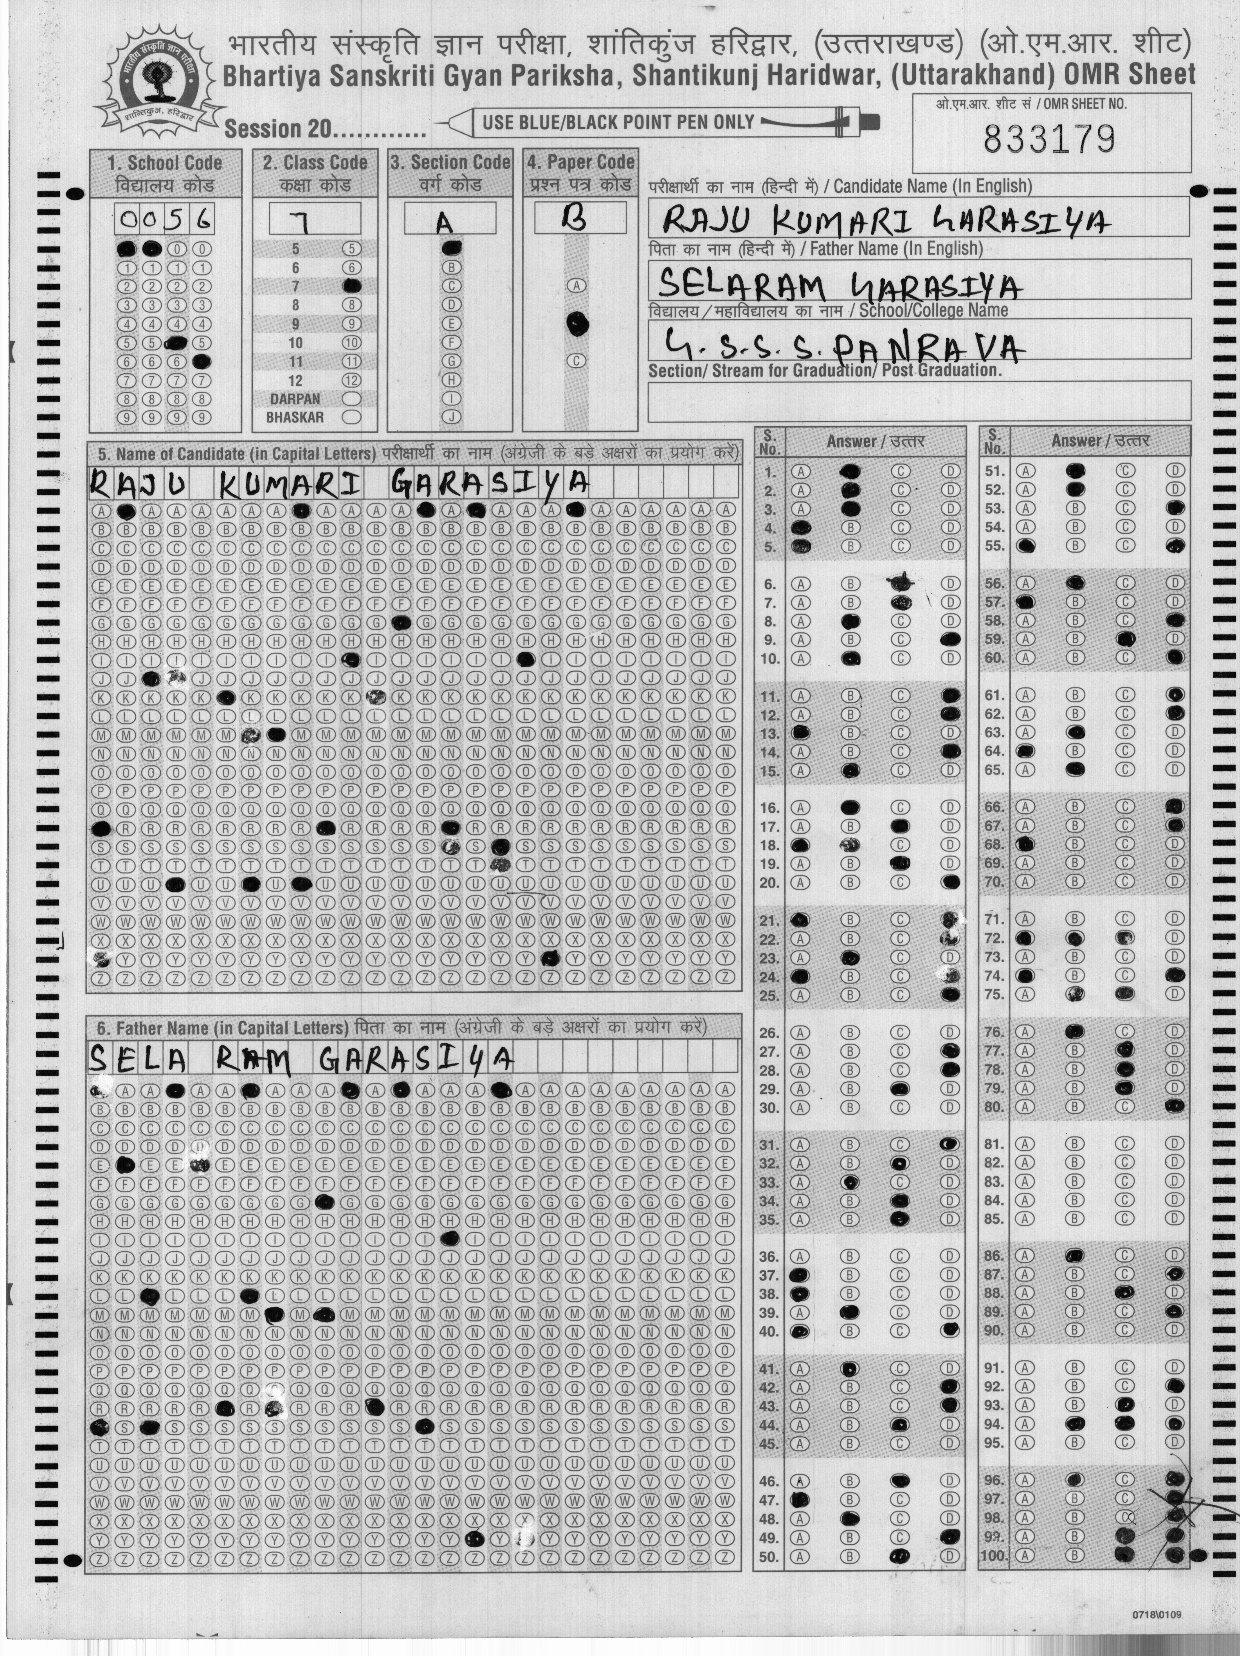 भारतीय संस्कृति ज्ञान परीक्षा, शांतिकुंज हरिद्वार, (उत्तराखण्ड) (ओ.एम.आर. शीट)
Bhartiya Sanskriti Gyan Pariksha, Shantikunj Haridwar, (Uttarakhand) OMR Sheet
Session 20............
USE BLUE/BLACK POINT PEN ONLY
ओ.एम.आर. शीट सं / OMR SHEET NO.
833179
1. School Code
विद्यालय कोड
0056
2. Class Code
कक्षा कोड
7
5
6
7
8
9
10
11
12
DARPAN
BHASKAR
3. Section Code
वर्ग कोड
A
4. Paper Code
प्रश्न पत्र कोड
B
परीक्षार्थी का नाम (हिन्दी में) / Candidate Name (In English)
RAJU KUMARI GARASIYA
पिता का नाम (हिन्दी में) / Father Name (In English)
SELARAM GARASIYA
विद्यालय/महाविद्यालय का नाम / School/College Name
G.S.S.S.PANRAVA
Section/ Stream for Graduation/ Post Graduation.
5. Name of Candidate (in Capital Letters) परीक्षार्थी का नाम (अंग्रेजी के बड़े अक्षरों का प्रयोग करें)
RAJU KUMARI GARASIYA
6. Father Name (in Capital Letters) पिता का नाम (अंग्रेजी के बड़े अक्षरों का प्रयोग करें)
SELA RAM GARASIYA
S. No. Answer / उत्तर
S. No. Answer / उत्तर
0718\0109